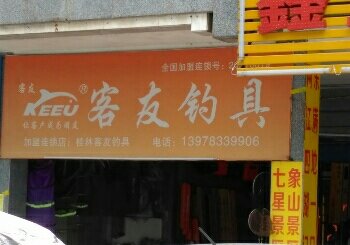 全国加盟连锁号:
客友
KEEU®
让客户成为朋友
客友钓具
加盟连锁店:桂林客友钓具 电话:13978339906
象山景
七星景